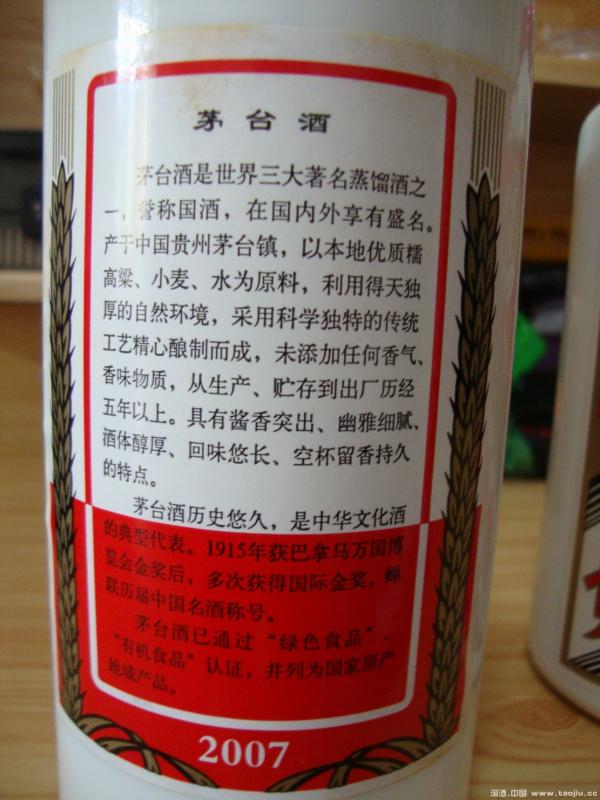 茅台酒
茅台酒是世界三大著名蒸馏酒之
一，誉称国酒，在国内外享有盛名。
产于中国贵州茅台镇，以本地优质糯
高粱、小麦、水为原料，利用得天独
厚的自然环境，采用科学独特的传统
工艺精心酿制而成，未添加任何香气、
香味物质，从生产、贮存到出厂历经
五年以上。具有酱香突出、幽雅细腻、
酒体醇厚、回味悠长、空杯留香持久
的特点。
茅台酒历史悠久，是中华文化酒
的典型代表。1915年获巴拿马万国博
览会金奖后，多次获得国际金奖，蝉
联历届中国名酒称号。
茅台酒已通过“绿色食品”、
“有机食品”认证，并列为国家原产
地域产品。
2007
淘酒.中国 www.taojiu.cc